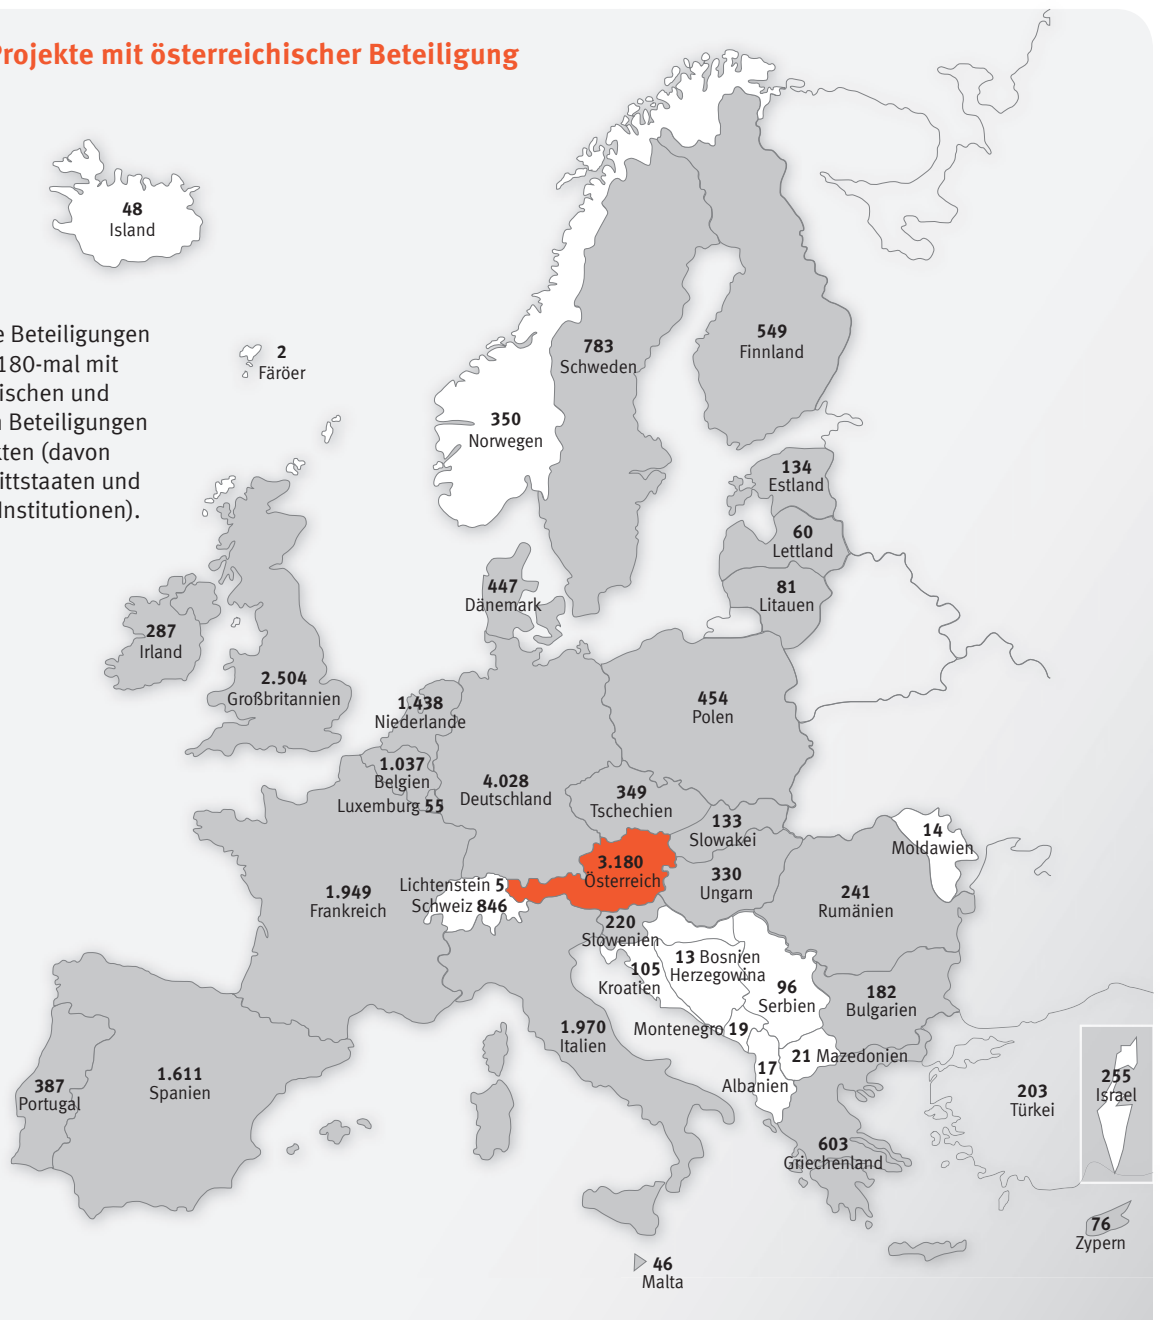 Projekte mit österreichischer Beteiligung
48
Island
e Beteiligungen
180-mal mit
ischen und
n Beteiligungen
kten (davon
ittstaaten und
Institutionen).
2
Färöer
783
Schweden
549
Finnland
350
Norwegen
134
Estland
60
Lettland
81
Litauen
447
Dänemark
287
Irland
2.504
Großbritannien
1.438
Niederlande
454
Polen
1.037
Belgien
Luxemburg 55
4.028
Deutschland
349
Tschechien
133
Slowakei
14
Moldawien
3.180
Österreich
330
Ungarn
241
Rumänien
1.949
Frankreich
Lichtenstein 5
Schweiz 846
220
Slowenien
105
Kroatien
13 Bosnien
Herzegowina
96
Serbien
182
Bulgarien
1.970
Italien
Montenegro 19
21 Mazedonien
17
Albanien
387
Portugal
1.611
Spanien
203
Türkei
255
Israel
603
Griechenland
76
Zypern
46
Malta